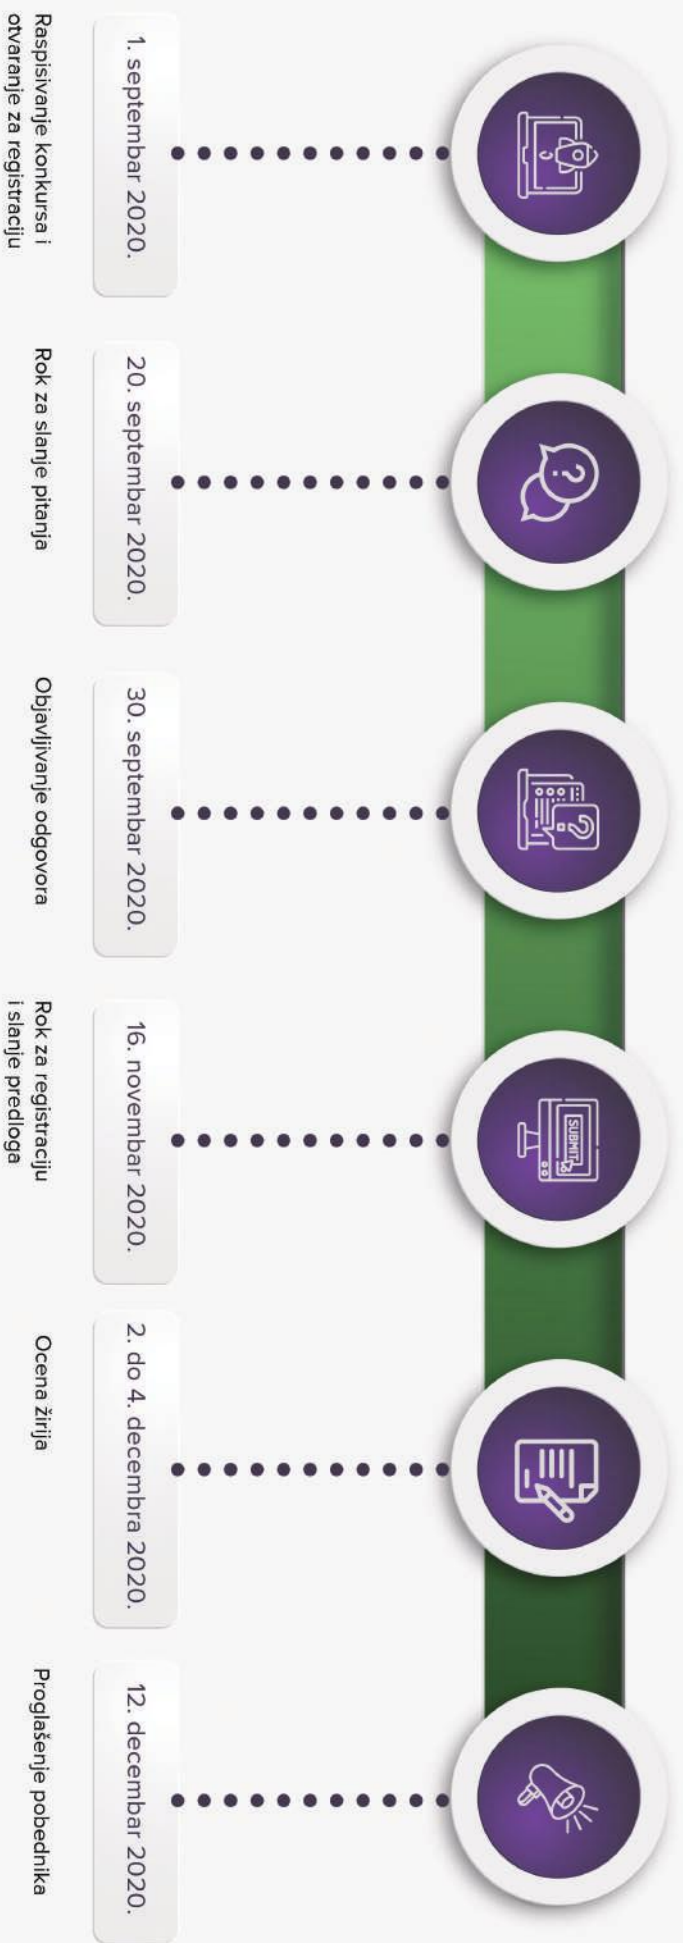 1. septembar 2020.
Raspisivanje konkursa i
otvaranje za registraciju
20. septembar 2020.
Rok za slanje pitanja
30. septembar 2020.
Objavljivanje odgovora
SUBMIT
16. novembar 2020.
Rok za registraciju
i slanje predloga
2. do 4. decembra 2020.
Ocena žirija
12. decembar 2020.
Proglašenje pobednika